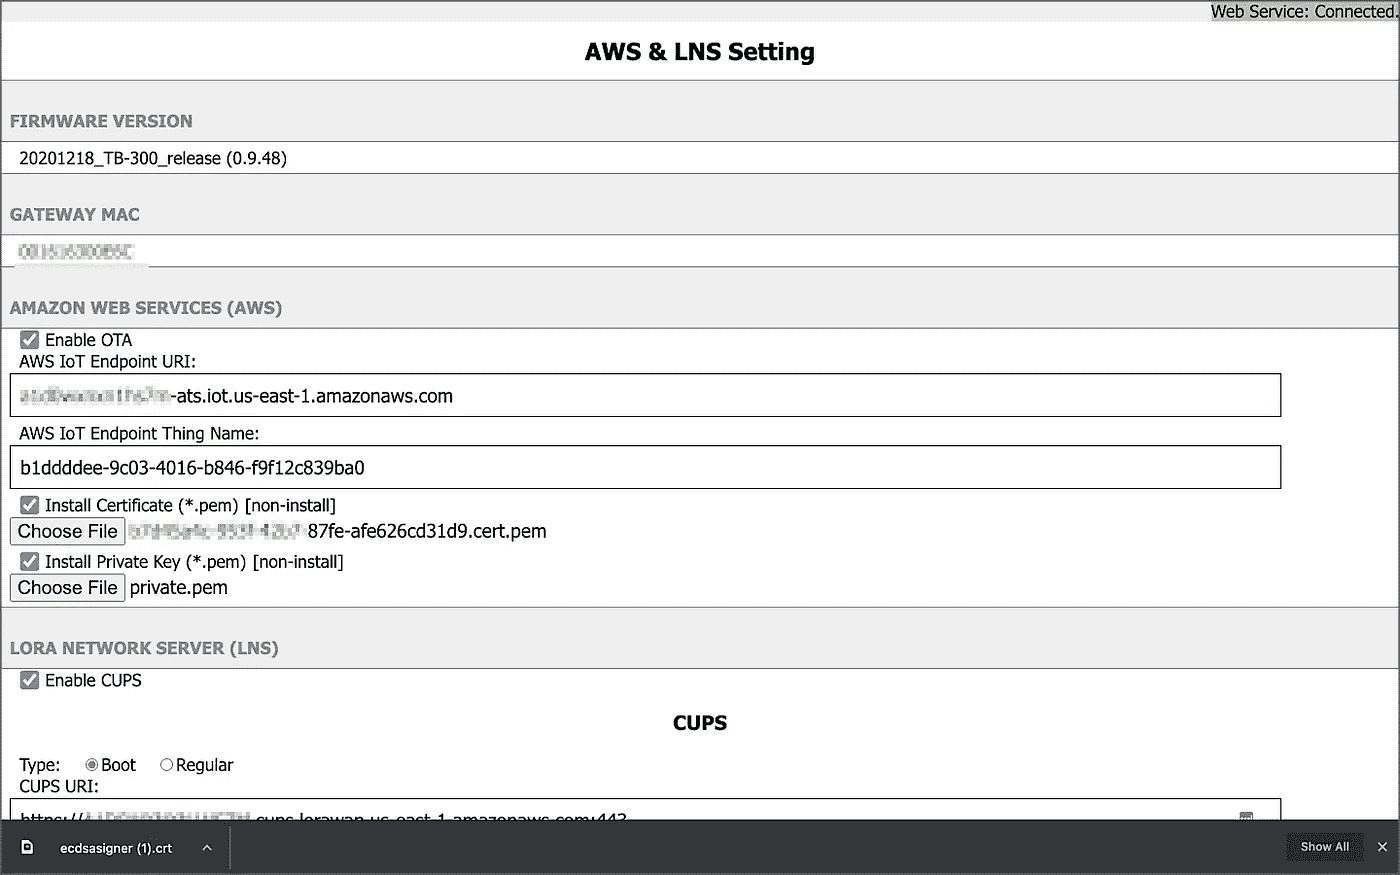 Web Service: Connected.
AWS & LNS Setting
FIRMWARE VERSION
20201218_TB-300_release (0.9.48)
GATEWAY MAC
AMAZON WEB SERVICES (AWS)
Enable OTA
AWS IoT Endpoint URI:
-ats.iot.us-east-1.amazonaws.com
AWS IoT Endpoint Thing Name:
b1ddddee-9c03-4016-b846-f9f12c839ba0
Install Certificate (*.pem) [non-install]
Choose File 87fe-afe626cd31d9.cert.pem
Install Private Key (*.pem) [non-install]
Choose File private.pem
LORA NETWORK SERVER (LNS)
Enable CUPS
CUPS
Type: Boot Regular
CUPS URI:
https:// .cups.lorawan.us-east-1.amazonaws.com:443
ecdsasigner (1).crt
Show All